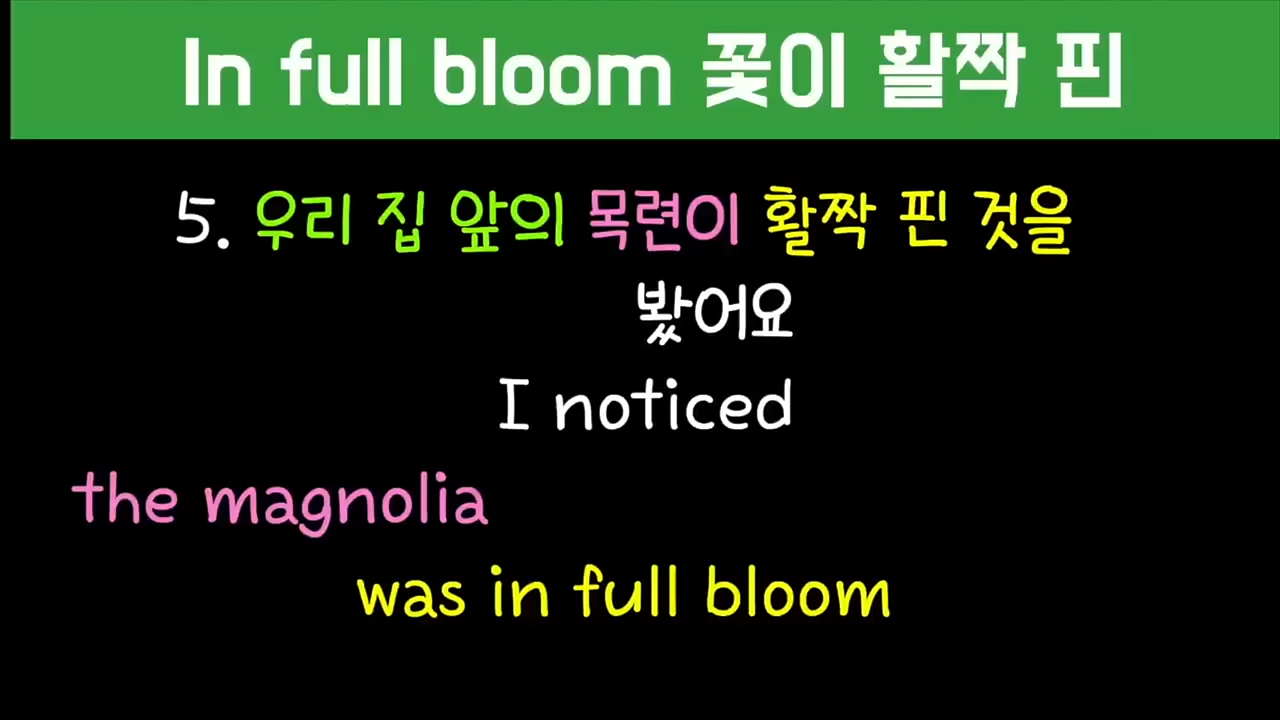 In full bloom 꽃이 활짝 핀
5. 우리 집 앞의 목련이 활짝 핀 것을
봤어요
I noticed
the magnolia
was in full bloom